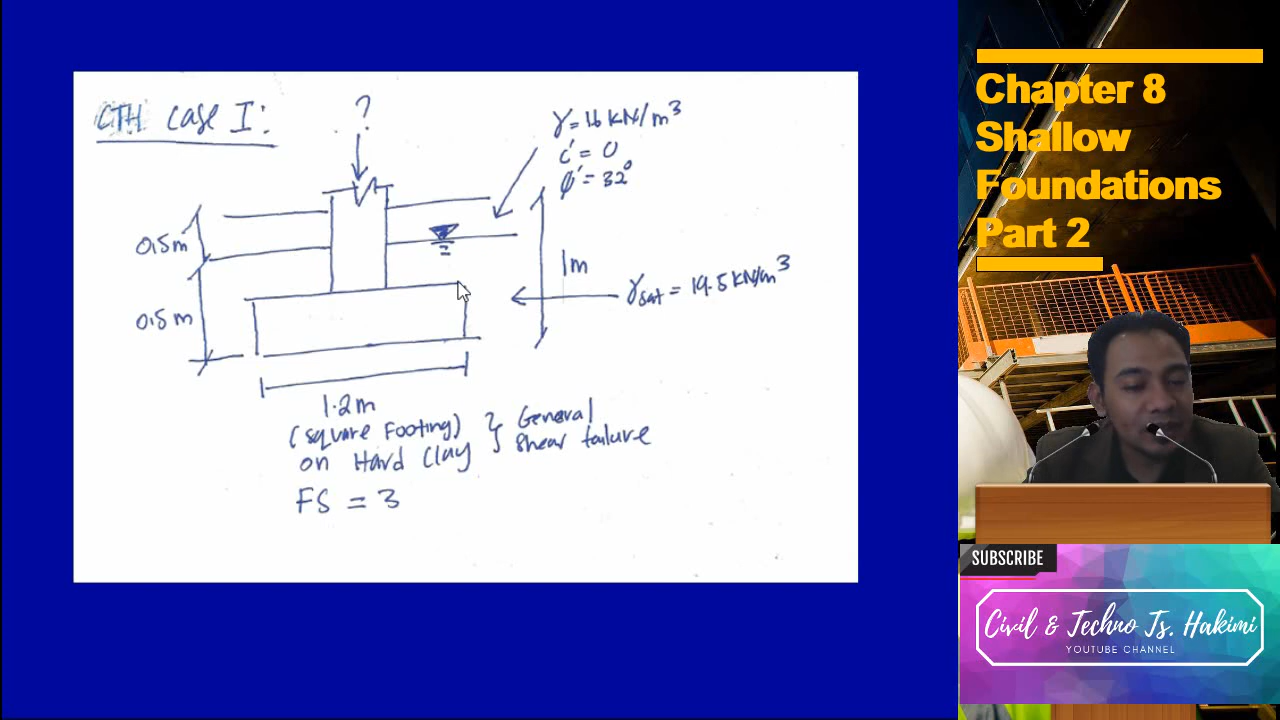 CTH Case I:
?
γ = 16 kN/m³
c' = 0
φ' = 32°
0.5m
0.5m
1m
γsat = 19.5 kN/m³
1.2m
(square Footing) } General
on Hard Clay } shear failure
FS = 3
Chapter 8
Shallow
Foundations
Part 2
SUBSCRIBE
Civil & Techno Ts. Hakimi
YOUTUBE CHANNEL